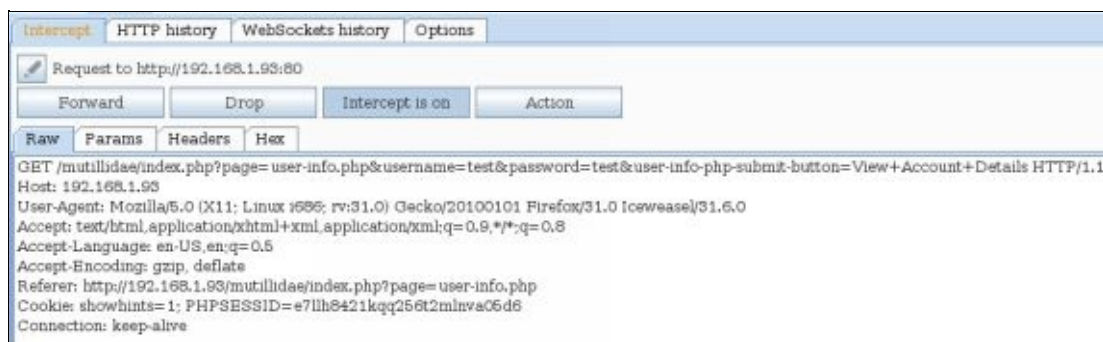 Intercept HTTP history WebSockets history Options
Request to http://192.168.1.93:80
Forward Drop Intercept is on Action
Raw Params Headers Hex
GET /mutillidae/index.php?page=user-info.php&username=test&password=test&user-info-php-submit-button=View+Account+Details HTTP/1.1
Host: 192.168.1.93
User-Agent: Mozilla/5.0 (X11; Linux i686; rv:31.0) Gecko/20100101 Firefox/31.0 Iceweasel/31.6.0
Accept: text/html,application/xhtml+xml,application/xml;q=0.9,*/*;q=0.8
Accept-Language: en-US,en;q=0.5
Accept-Encoding: gzip, deflate
Referer: http://192.168.1.93/mutillidae/index.php?page=user-info.php
Cookie: showhints=1; PHPSESSID=e7llh8421kqq256t2mlnva05d6
Connection: keep-alive